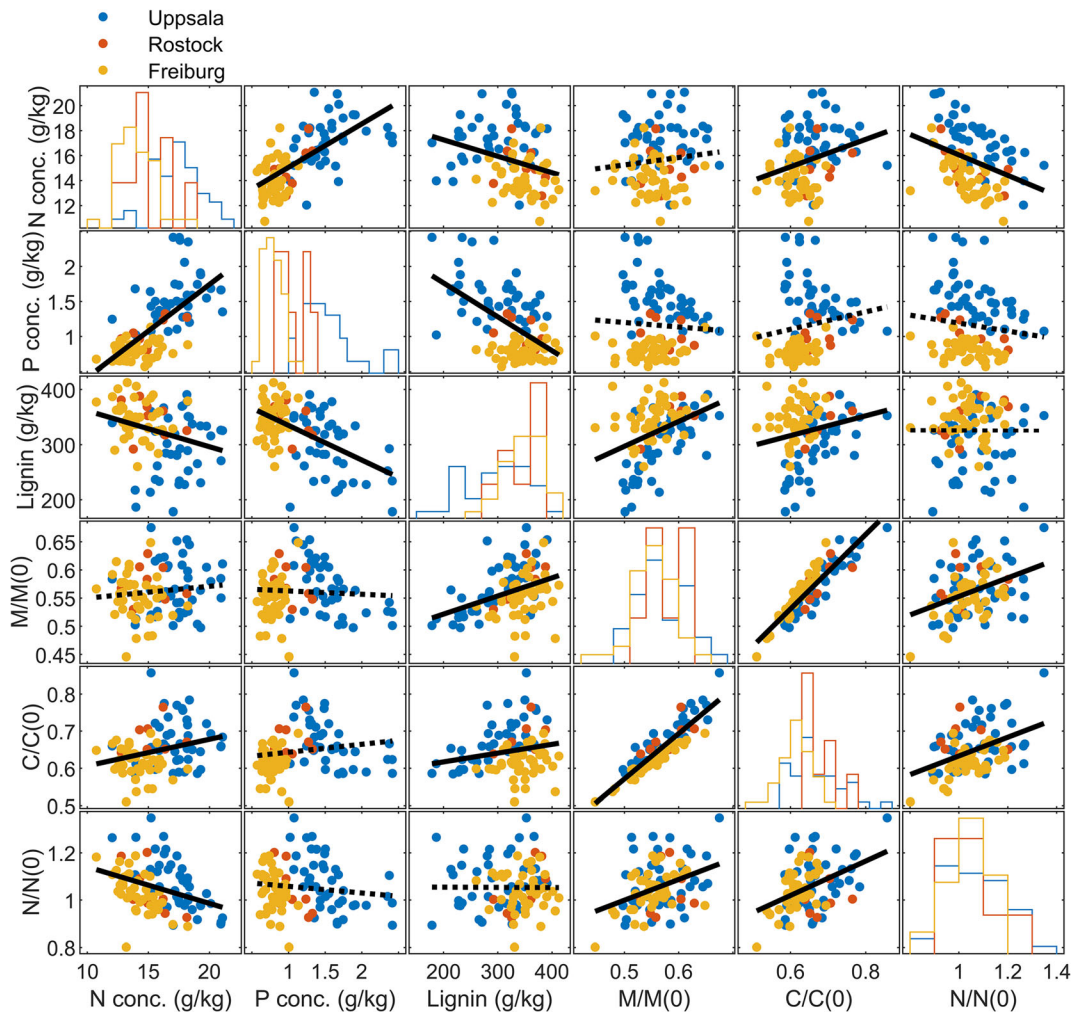 Uppsala
Rostock
Freiburg
N conc. (g/kg)
20
18
16
14
12
P conc. (g/kg)
2
1.5
1
Lignin (g/kg)
400
300
200
M/M(0)
0.65
0.6
0.55
0.5
0.45
C/C(0)
0.8
0.7
0.6
0.5
N/N(0)
1.2
1
0.8
10 15 20 1 1.5 2 200 300 400 0.5 0.6 0.6 0.8 1 1.2 1.4
N conc. (g/kg) P conc. (g/kg) Lignin (g/kg) M/M(0) C/C(0) N/N(0)